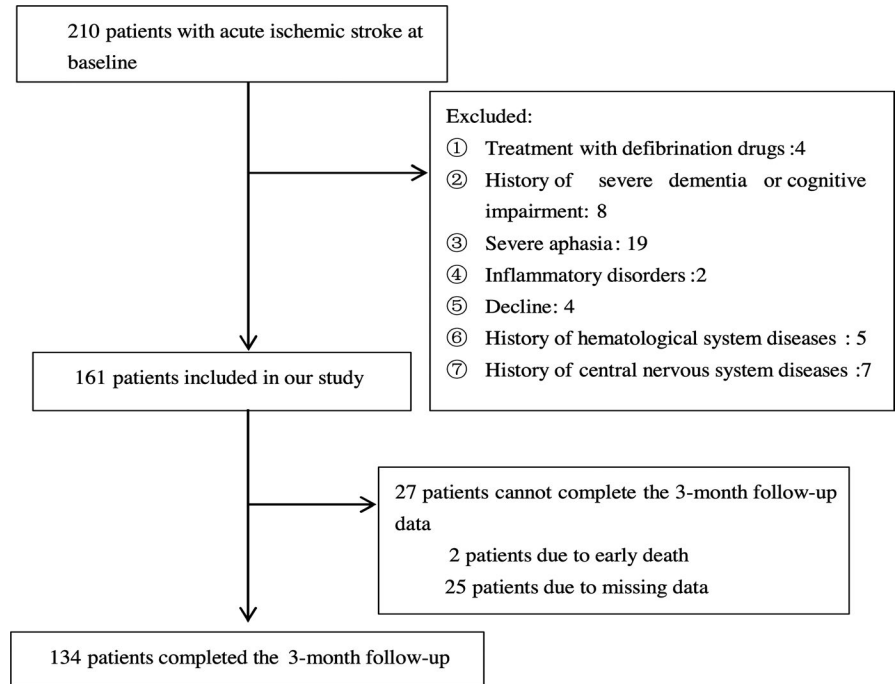 210 patients with acute ischemic stroke at
baseline
Excluded:
① Treatment with defibrination drugs :4
② History of severe dementia or cognitive
impairment: 8
③ Severe aphasia: 19
④ Inflammatory disorders :2
⑤ Decline: 4
⑥ History of hematological system diseases : 5
⑦ History of central nervous system diseases :7
161 patients included in our study
27 patients cannot complete the 3-month follow-up
data
2 patients due to early death
25 patients due to missing data
134 patients completed the 3-month follow-up